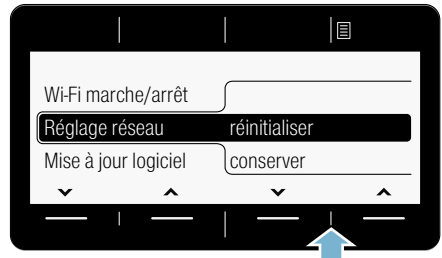 Wi-Fi marche/arrêt
Réglage réseau réinitialiser
Mise à jour logiciel conserver